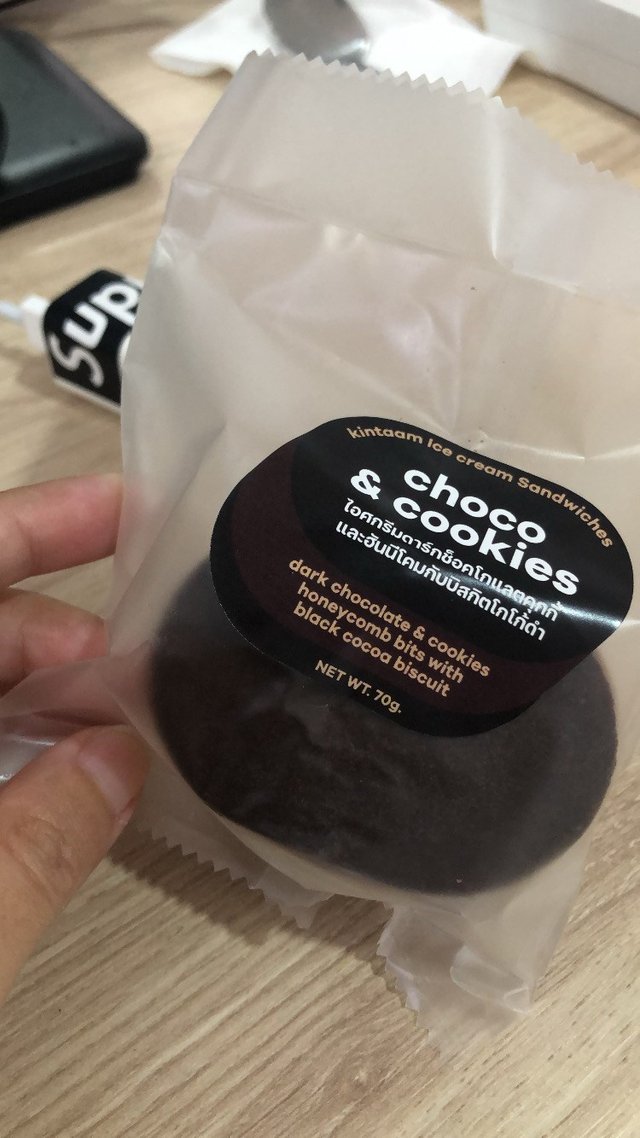 Sup
kintaam Ice cream Sandwiches
choco
& cookies
ไอศกรีมดาร์กช็อคโกแลตคุกกี้
และฮันนีโคมกับบิสกิตโกโก้ดำ
dark chocolate & cookies
honeycomb bits with
black cocoa biscuit
NET WT. 70g.